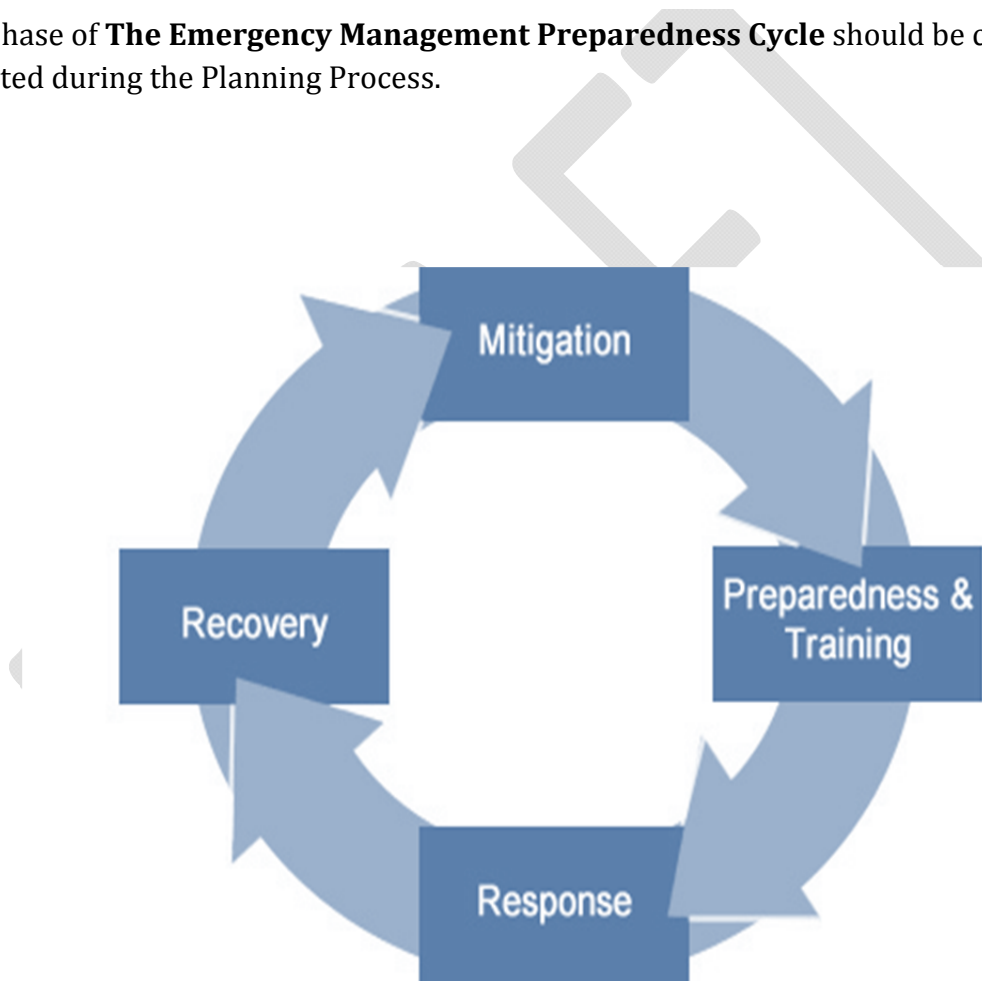 hase of The Emergency Management Preparedness Cycle should be c
ted during the Planning Process.
Mitigation
Preparedness &
Training
Recovery
Response